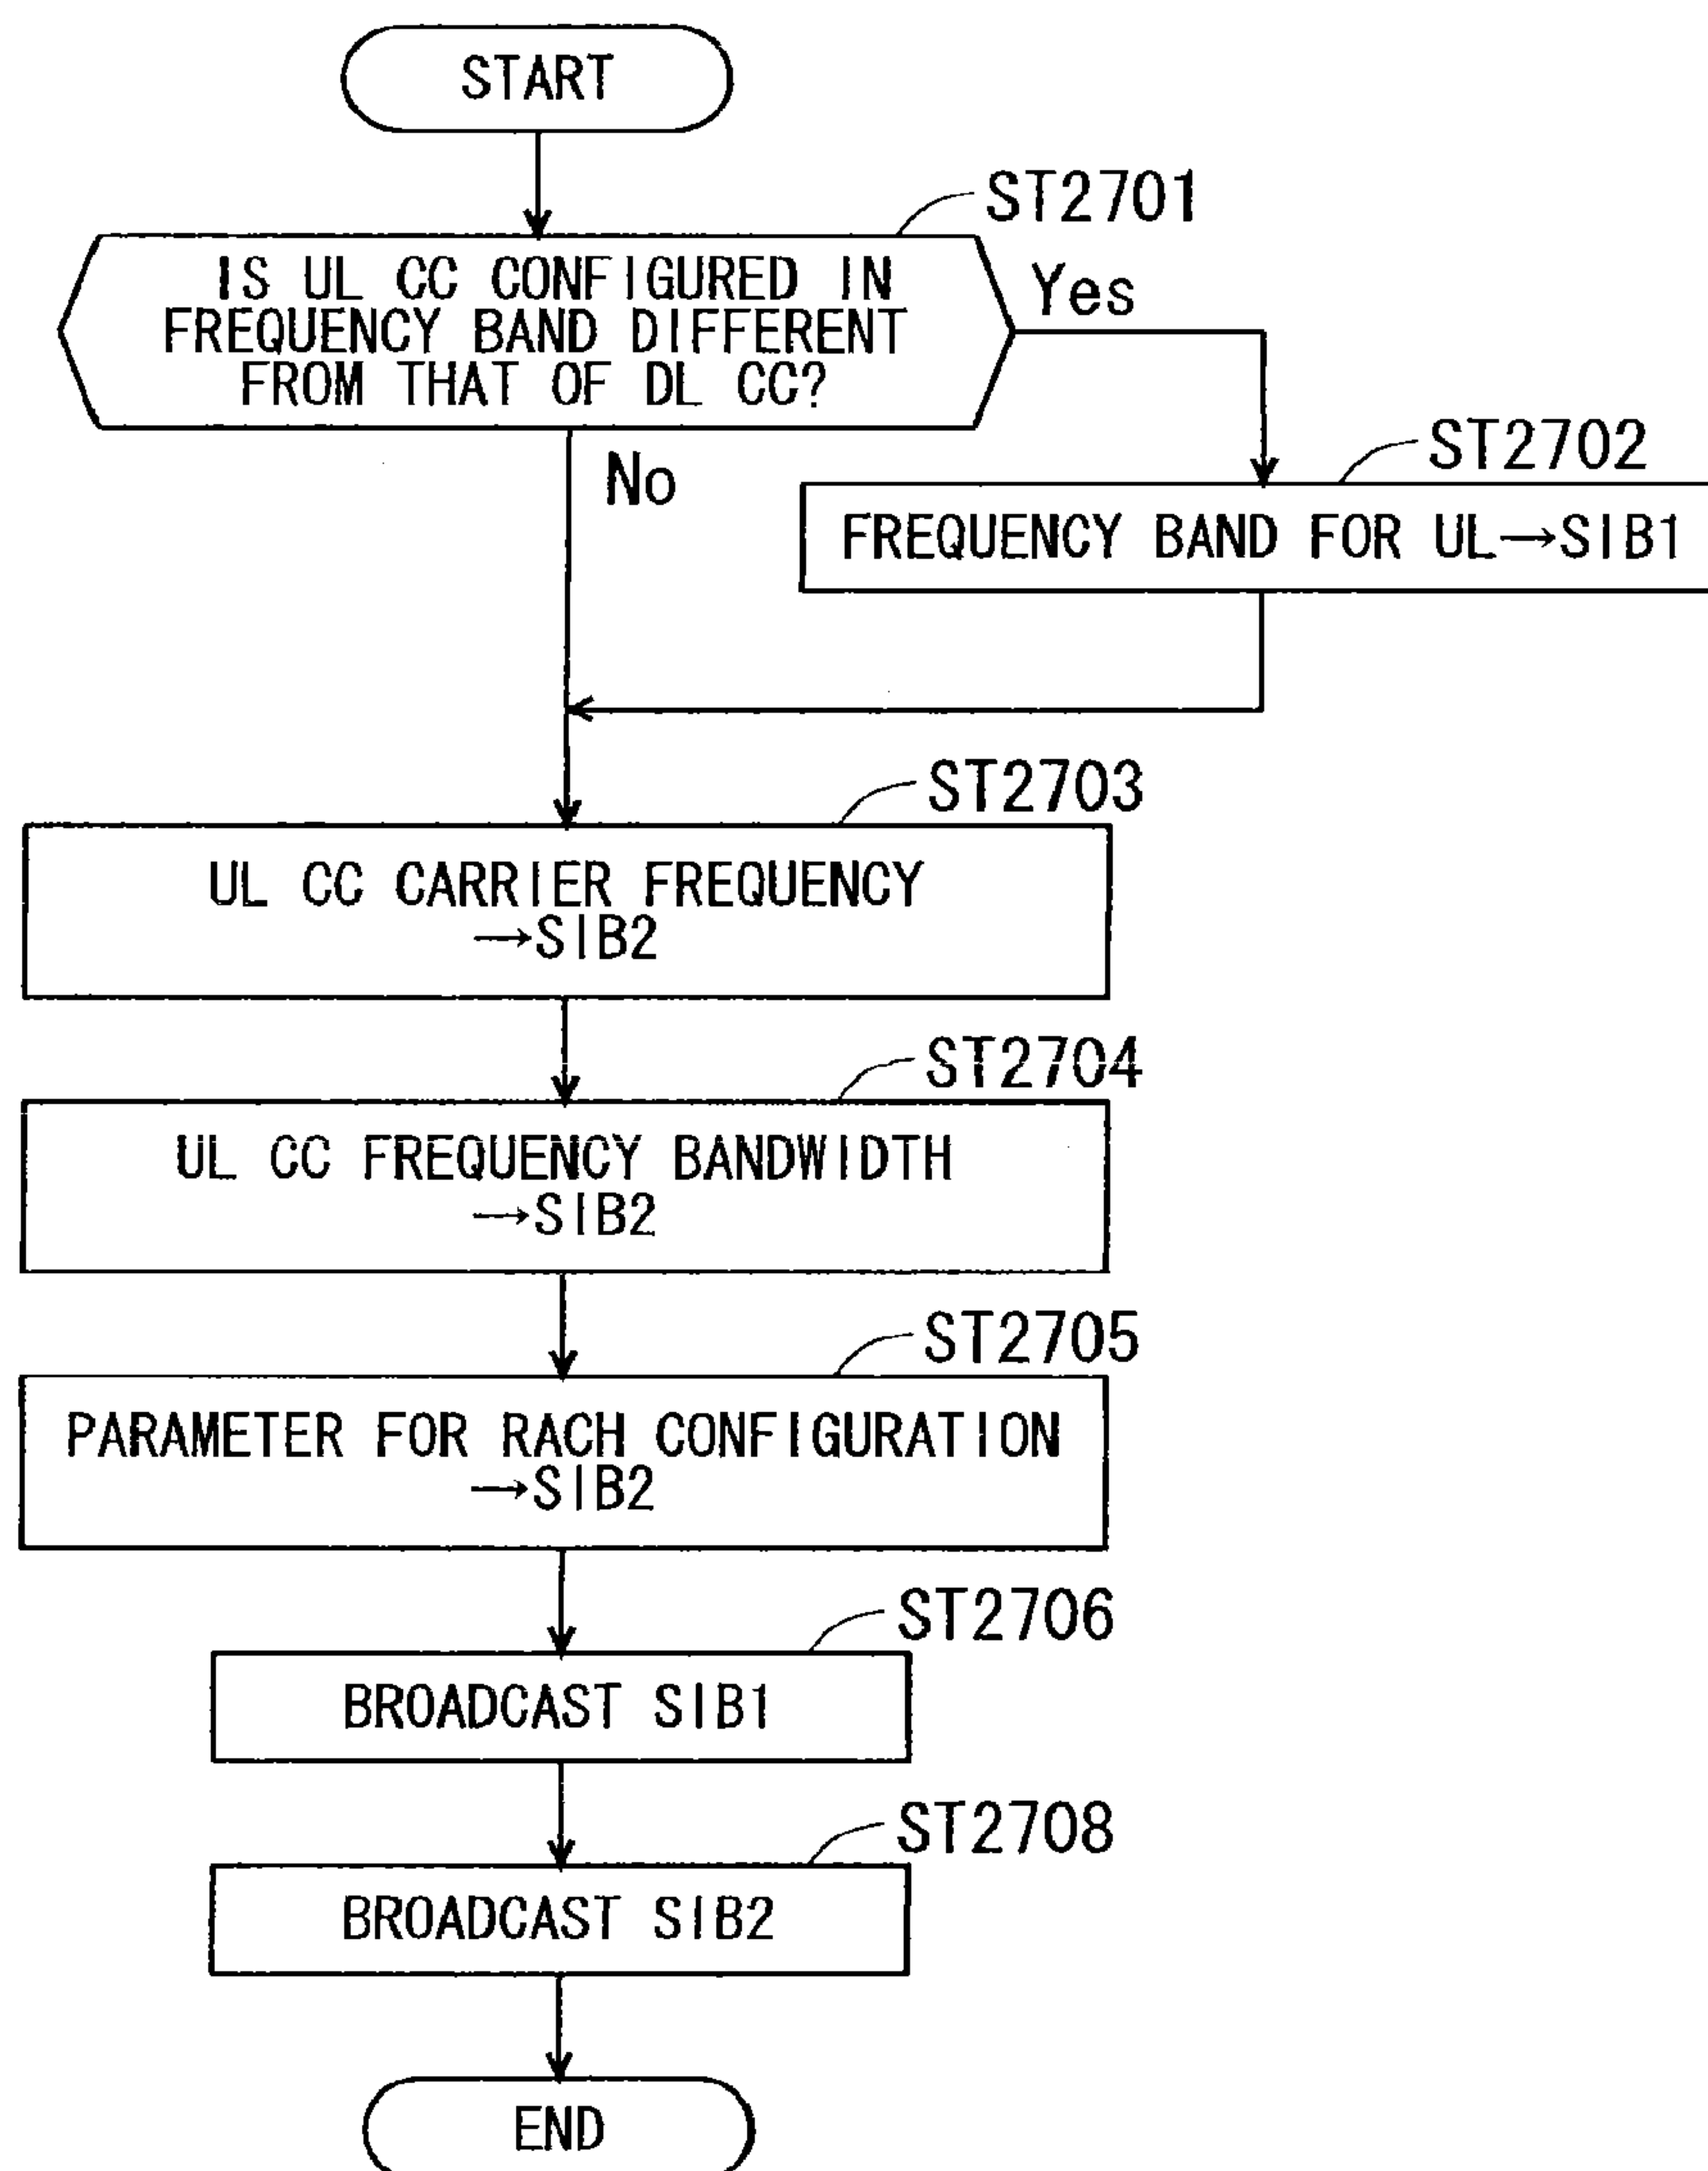 START
ST2701
IS UL CC CONFIGURED IN
FREQUENCY BAND DIFFERENT
FROM THAT OF DL CC?
Yes
No
ST2702
FREQUENCY BAND FOR UL→SIB1
ST2703
UL CC CARRIER FREQUENCY
→SIB2
ST2704
UL CC FREQUENCY BANDWIDTH
→SIB2
ST2705
PARAMETER FOR RACH CONFIGURATION
→SIB2
ST2706
BROADCAST SIB1
ST2708
BROADCAST SIB2
END